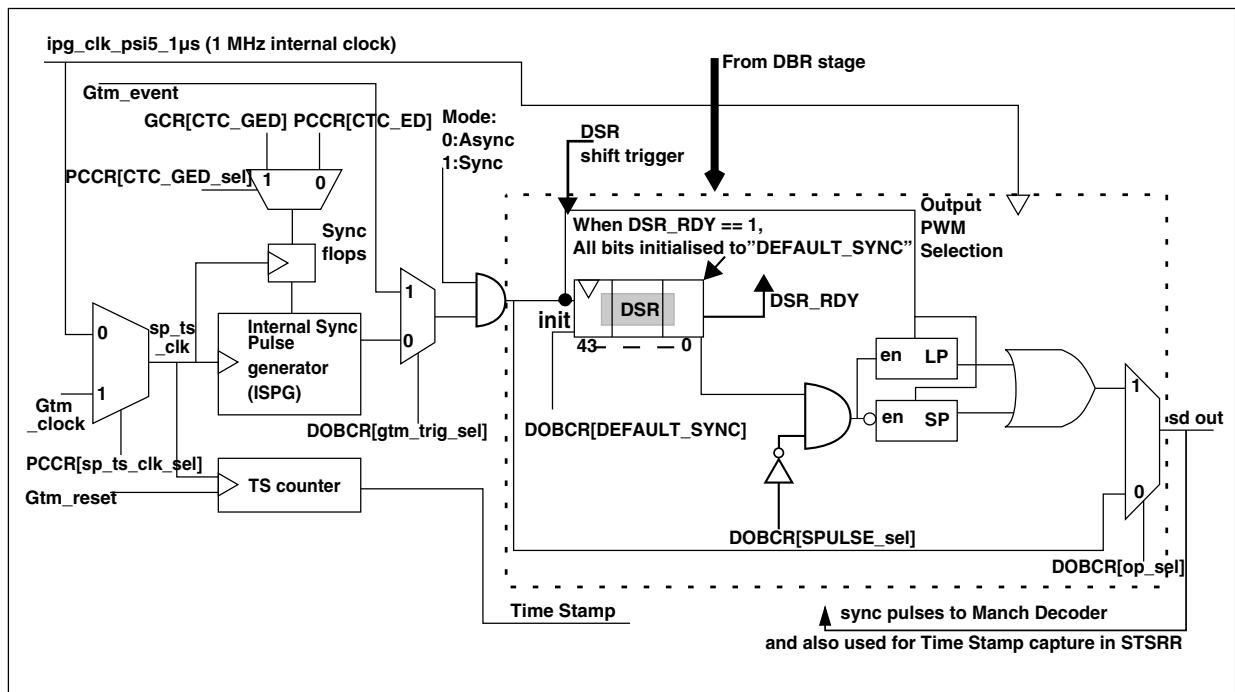 ipg_clk_psi5_1µs (1 MHz internal clock)
From DBR stage
Gtm_event
GCR[CTC_GED] PCCR[CTC_ED]
Mode:
0:Async
1:Sync
DSR
shift trigger
PCCR[CTC_GED_sel]
1
0
Sync
flops
Output
PWM
Selection
When DSR_RDY == 1,
All bits initialised to"DEFAULT_SYNC"
DSR_RDY
DSR
init
43
0
0
1
sp_ts
_clk
Internal Sync
Pulse
generator
(ISPG)
1
0
Gtm
_clock
en
LP
en
SP
1
0
sd out
DOBCR[gtm_trig_sel]
DOBCR[DEFAULT_SYNC]
PCCR[sp_ts_clk_sel]
Gtm_reset
TS counter
DOBCR[SPULSE_sel]
DOBCR[op_sel]
Time Stamp
sync pulses to Manch Decoder
and also used for Time Stamp capture in STSRR